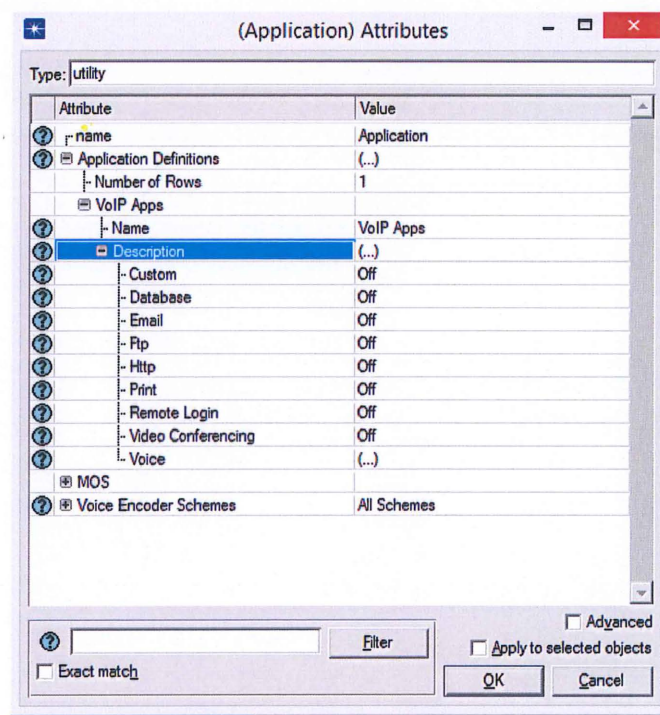 (Application) Attributes
Type: utility
Attribute Value
name Application
Application Definitions (...)
Number of Rows 1
VoIP Apps
Name VoIP Apps
Description (...)
Custom Off
Database Off
Email Off
Ftp Off
Http Off
Print Off
Remote Login Off
Video Conferencing Off
Voice (...)
MOS
Voice Encoder Schemes All Schemes
Advanced
Filter
Apply to selected objects
Exact match
OK Cancel